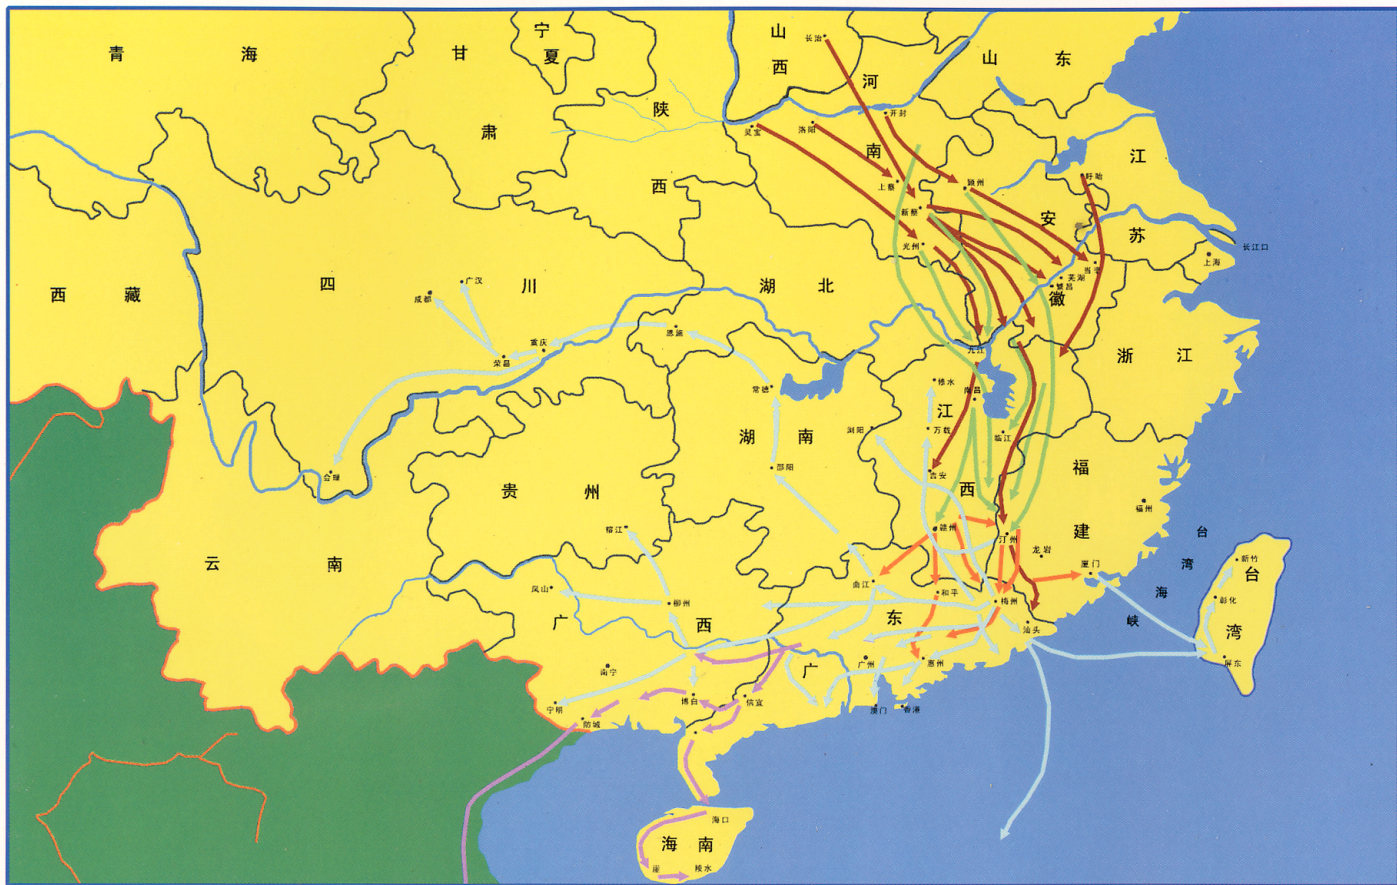 青海
甘肃
宁夏
陕西
山西
长治
河南
山东
灵宝
洛阳
开封
上蔡
颍州
新蔡
光州
盱眙
江苏
安徽
长江口
上海
当涂
芜湖
繁昌
西藏
四川
广汉
成都
重庆
荣昌
会理
湖北
恩施
九江
浙江
常德
湖南
浏阳
邵阳
江西
修水
南昌
万载
临江
吉安
赣州
福建
福州
汀州
龙岩
厦门
台湾海峡
台湾
新竹
彰化
屏东
贵州
榕江
云南
凤山
柳州
广西
南宁
宁明
防城
博白
信宜
曲江
和平
梅州
汕头
广东
广州
惠州
澳门
香港
海口
海南
崖
陵水